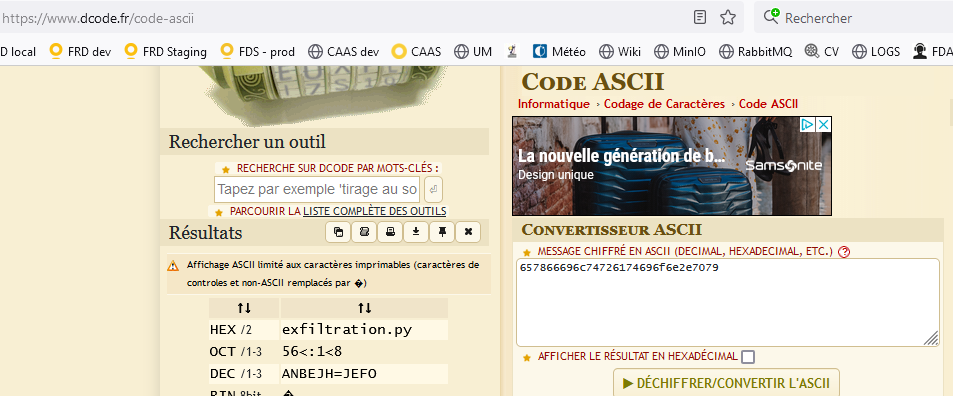 https://www.dcode.fr/code-ascii
Rechercher
D local
FRD dev
FRD Staging
FDS - prod
CAAS dev
CAAS
UM
Météo
Wiki
MinIO
RabbitMQ
CV
LOGS
FDA
Rechercher un outil
RECHERCHE SUR DCODE PAR MOTS-CLÉS :
Tapez par exemple 'tirage au so
PARCOURIR LA LISTE COMPLÈTE DES OUTILS
Résultats
Affichage ASCII limité aux caractères imprimables (caractères de
controles et non-ASCII remplacés par �)
↑↓ ↑↓
HEX /2 exfiltration.py
OCT /1-3 56<:1<8
DEC /1-3 ANBEJH=JEFO
BIN 8bit �
CODE ASCII
Informatique › Codage de Caractères › Code ASCII
La nouvelle génération de b...
Design unique
Samsonite
CONVERTISSEUR ASCII
MESSAGE CHIFFRÉ EN ASCII (DECIMAL, HEXADECIMAL, ETC.) ?
657866696c74726174696f6e2e7079
AFFICHER LE RÉSULTAT EN HEXADÉCIMAL
▶ DÉCHIFFRER/CONVERTIR L'ASCII